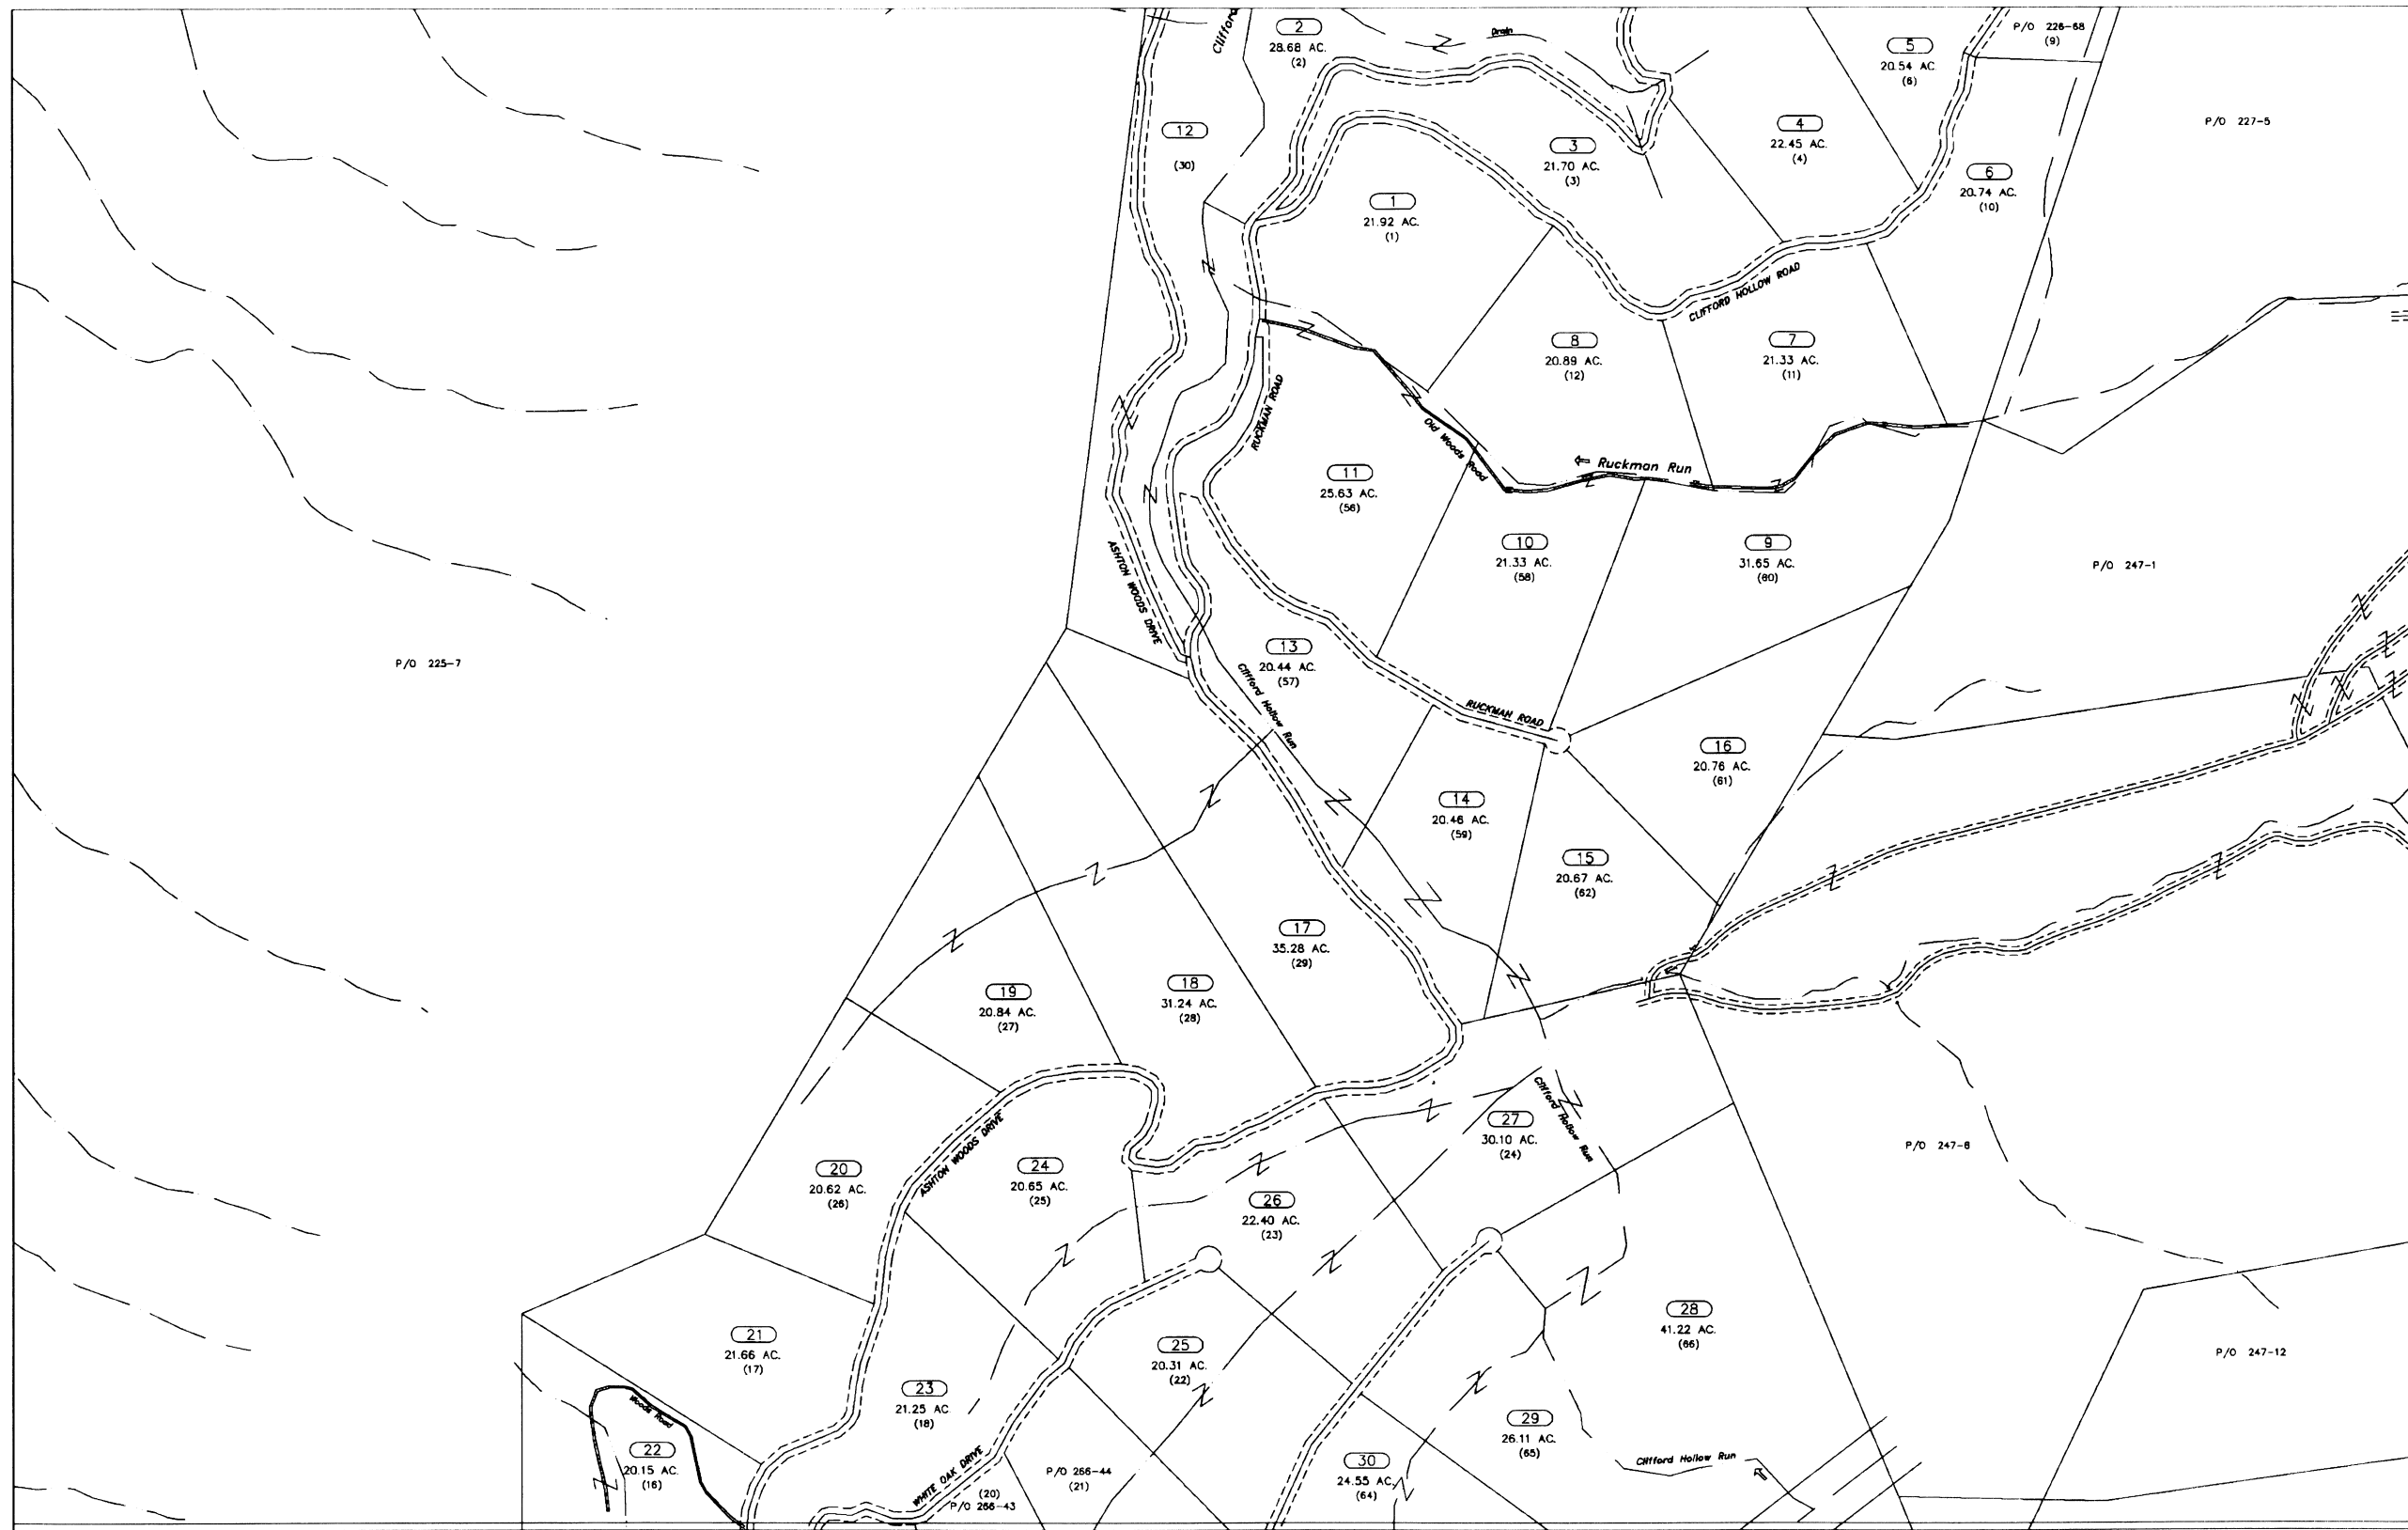 Clifford
2
28.68 AC.
(2)
Drain
5
20.54 AC.
(6)
P/O 226-68
(9)
12
(30)
3
21.70 AC.
(3)
4
22.45 AC.
(4)
P/O 227-5
1
21.92 AC.
(1)
6
20.74 AC.
(10)
CLIFFORD HOLLOW ROAD
8
20.89 AC.
(12)
7
21.33 AC.
(11)
RUCKMAN ROAD
Old Woods Road
Ruckman Run
11
25.63 AC.
(56)
10
21.33 AC.
(58)
9
31.65 AC.
(60)
P/O 247-1
ASHTON WOODS DRIVE
P/O 225-7
13
20.44 AC.
(57)
Clifford Hollow Run
RUCKMAN ROAD
16
20.76 AC.
(61)
14
20.46 AC.
(59)
15
20.67 AC.
(62)
17
35.28 AC.
(29)
18
31.24 AC.
(28)
19
20.84 AC.
(27)
Clifford Hollow Run
27
30.10 AC.
(24)
P/O 247-6
ASHTON WOODS DRIVE
20
20.62 AC.
(26)
24
20.65 AC.
(25)
26
22.40 AC.
(23)
28
41.22 AC.
(66)
21
21.66 AC.
(17)
25
20.31 AC.
(22)
P/O 247-12
23
21.25 AC.
(18)
Woods Road
22
20.15 AC.
(16)
29
26.11 AC.
(65)
WHITE OAK DRIVE
P/O 266-44
(21)
(20)
P/O 266-43
30
24.55 AC.
(64)
Clifford Hollow Run